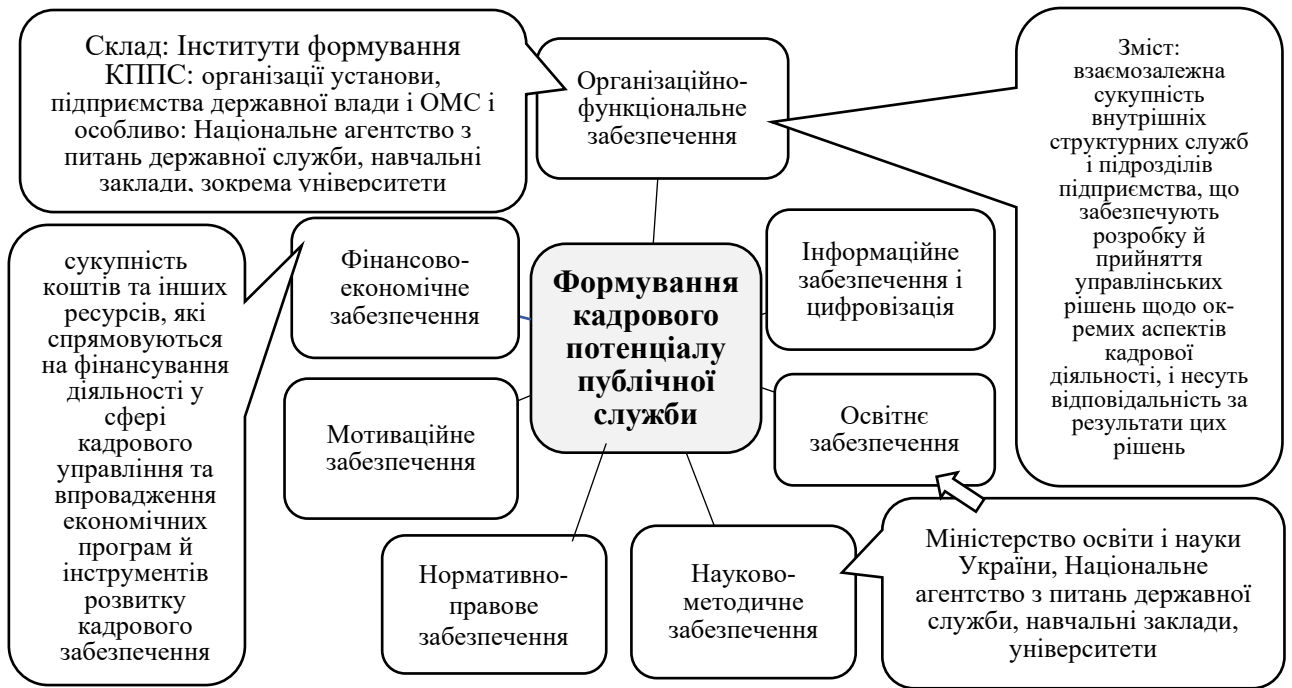 Склад: Інститути формування
КППС: організації установи,
підприємства державної влади і ОМС і
особливо: Національне агентство з
питань державної служби, навчальні
заклади, зокрема університети
Організаційно-
функціональне
забезпечення
Зміст:
взаємозалежна
сукупність
внутрішніх
структурних служб
і підрозділів
підприємства, що
забезпечують
розробку й
прийняття
управлінських
рішень щодо ок-
ремих аспектів
кадрової
діяльності, і несуть
відповідальність за
результати цих
рішень
сукупність
коштів та інших
ресурсів, які
спрямовуються
на фінансування
діяльності у
сфері
кадрового
управління та
впровадження
економічних
програм й
інструментів
розвитку
кадрового
забезпечення
Фінансово-
економічне
забезпечення
Формування
кадрового
потенціалу
публічної
служби
Інформаційне
забезпечення і
цифровізація
Мотиваційне
забезпечення
Освітнє
забезпечення
Нормативно-
правове
забезпечення
Науково-
методичне
забезпечення
Міністерство освіти і науки
України, Національне
агентство з питань державної
служби, навчальні заклади,
університети